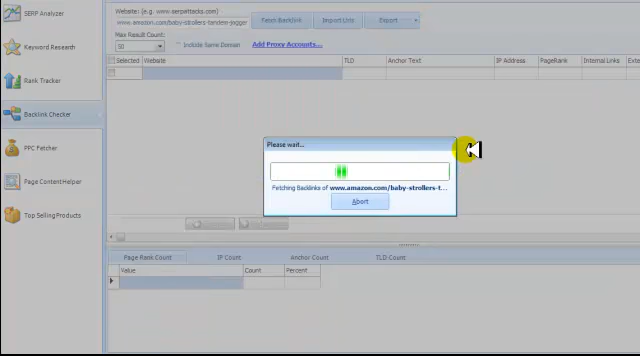 SERP Analyzer
Keyword Research
Rank Tracker
Backlink Checker
PPC Fetcher
Page Content Helper
Top Selling Products
Website: (e.g. www.serpattacks.com)
www.amazon.com/baby-strollers-tandem-jogger
Fetch Backlink
Import Link
Export
Max Result Count:
50
Include Same Domain
Add Proxy Accounts...
Selected Website TLD Anchor Text IP Address PageRank Internal Links Exte
Please wait...
Fetching Backlinks of www.amazon.com/baby-strollers-t...
Abort
Page Rank Count IP Count Anchor Count TLD Count
Value Count Percent